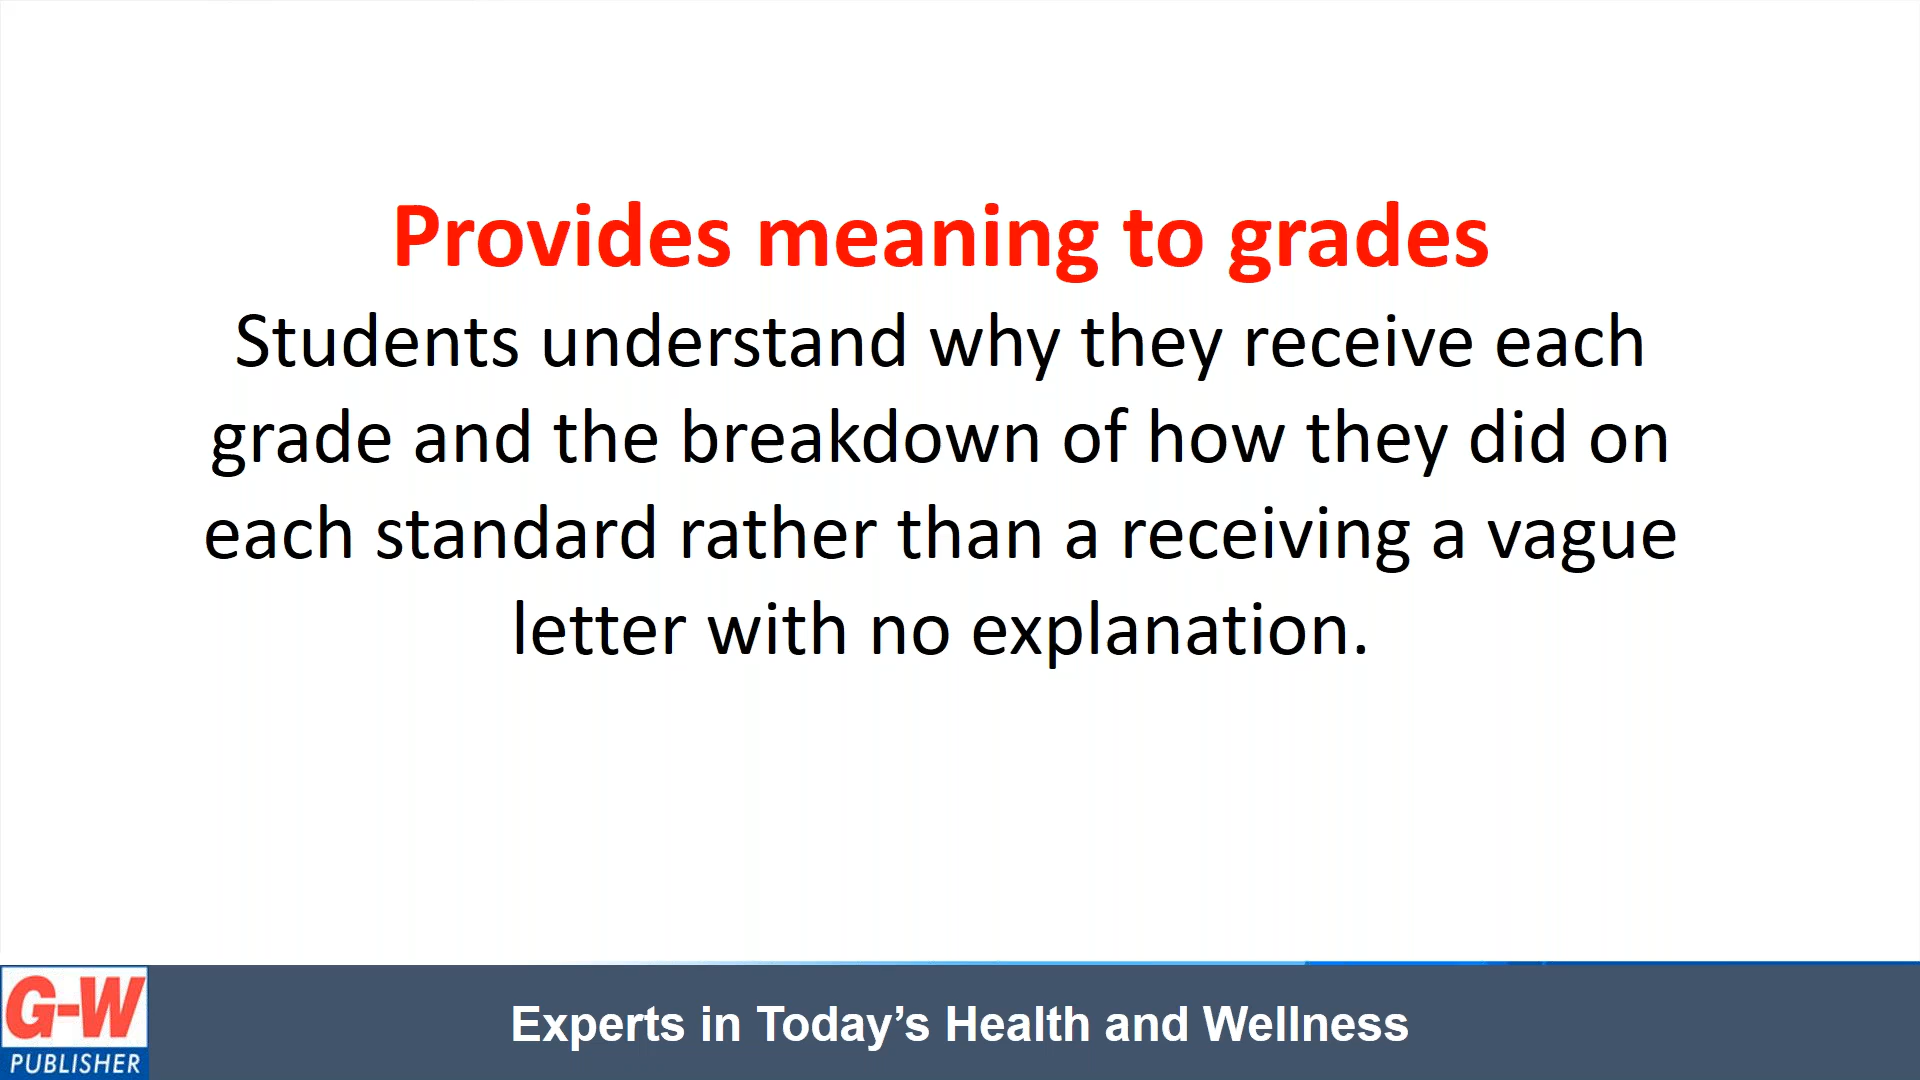 Provides meaning to grades
Students understand why they receive each
grade and the breakdown of how they did on
each standard rather than a receiving a vague
letter with no explanation.
G-W
PUBLISHER
Experts in Today’s Health and Wellness